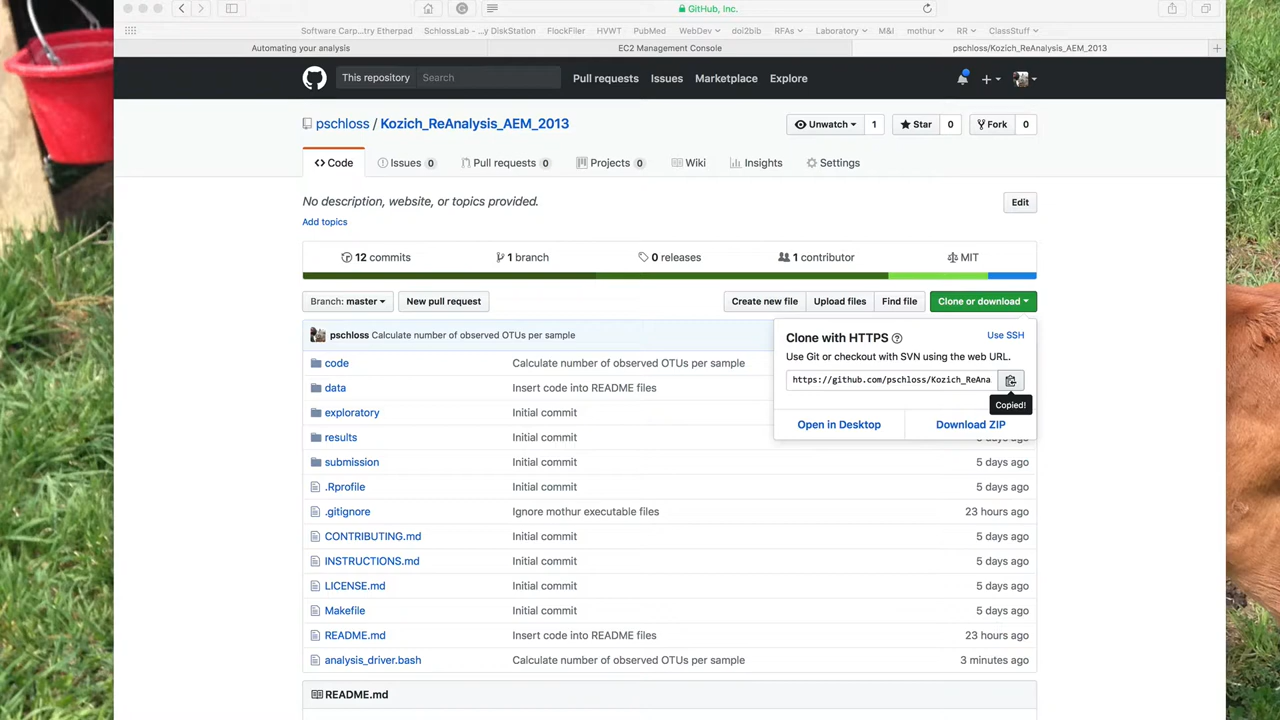 GitHub, Inc.
Software Carp...try Etherpad SchlossLab - ...y DiskStation FlockFiler HVWT PubMed WebDev doi2bib RFAs Laboratory M&I mothur RR ClassStuff
Automating your analysis EC2 Management Console pschloss/Kozich_ReAnalysis_AEM_2013
This repository Search Pull requests Issues Marketplace Explore
pschloss / Kozich_ReAnalysis_AEM_2013 Unwatch 1 Star 0 Fork 0
Code Issues 0 Pull requests 0 Projects 0 Wiki Insights Settings
No description, website, or topics provided. Edit
Add topics
12 commits 1 branch 0 releases 1 contributor MIT
Branch: master New pull request Create new file Upload files Find file Clone or download
pschloss Calculate number of observed OTUs per sample
Clone with HTTPS Use SSH
Use Git or checkout with SVN using the web URL.
https://github.com/pschloss/Kozich_ReAna
Copied!
Open in Desktop Download ZIP
code Calculate number of observed OTUs per sample
data Insert code into README files
exploratory Initial commit
results Initial commit 5 days ago
submission Initial commit 5 days ago
.Rprofile Initial commit 5 days ago
.gitignore Ignore mothur executable files 23 hours ago
CONTRIBUTING.md Initial commit 5 days ago
INSTRUCTIONS.md Initial commit 5 days ago
LICENSE.md Initial commit 5 days ago
Makefile Initial commit 5 days ago
README.md Insert code into README files 23 hours ago
analysis_driver.bash Calculate number of observed OTUs per sample 3 minutes ago
README.md